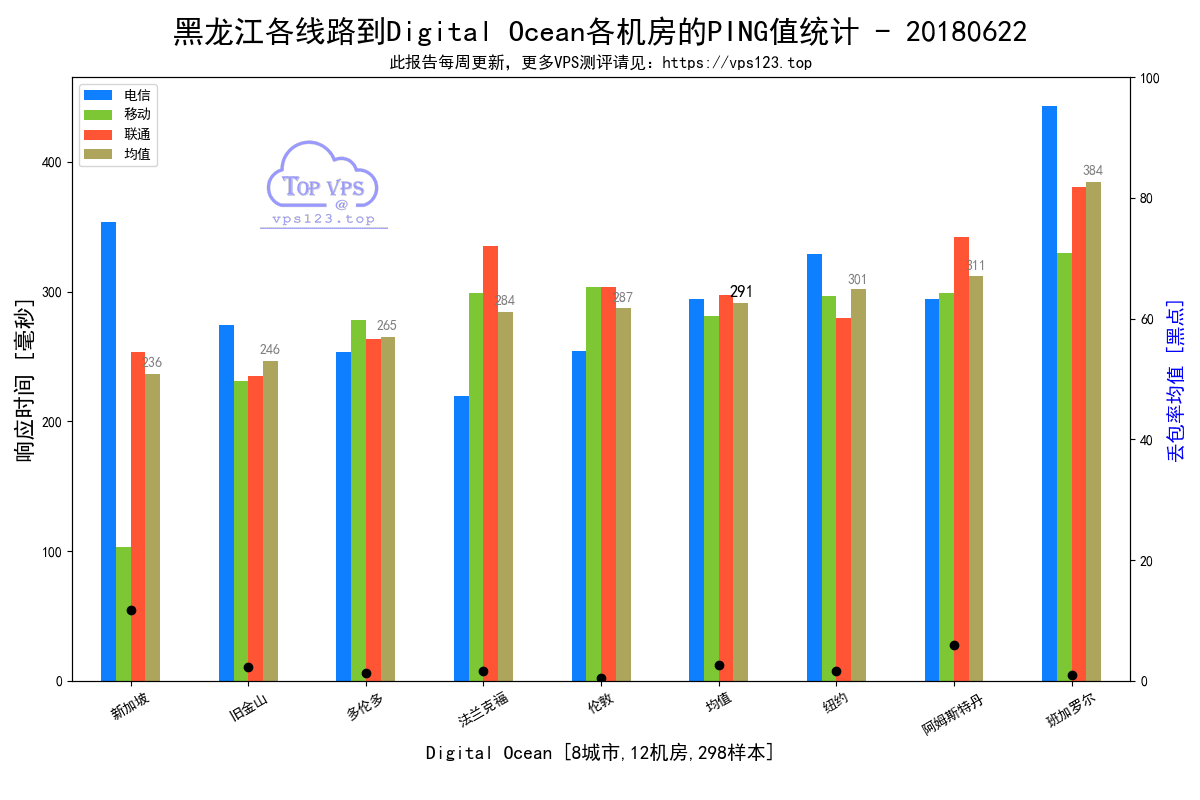 黑龙江各线路到Digital Ocean各机房的PING值统计 - 20180622
此报告每周更新，更多VPS测评请见：https://vps123.top
电信
移动
联通
均值
TOP VPS
@
vps123.top
响应时间 [毫秒]
400
300
200
100
0
100
80
60
40
20
0
丢包率均值 [黑点]
236
246
265
284
287
291
301
311
384
新加坡
旧金山
多伦多
法兰克福
伦敦
均值
纽约
阿姆斯特丹
班加罗尔
Digital Ocean [8城市,12机房,298样本]